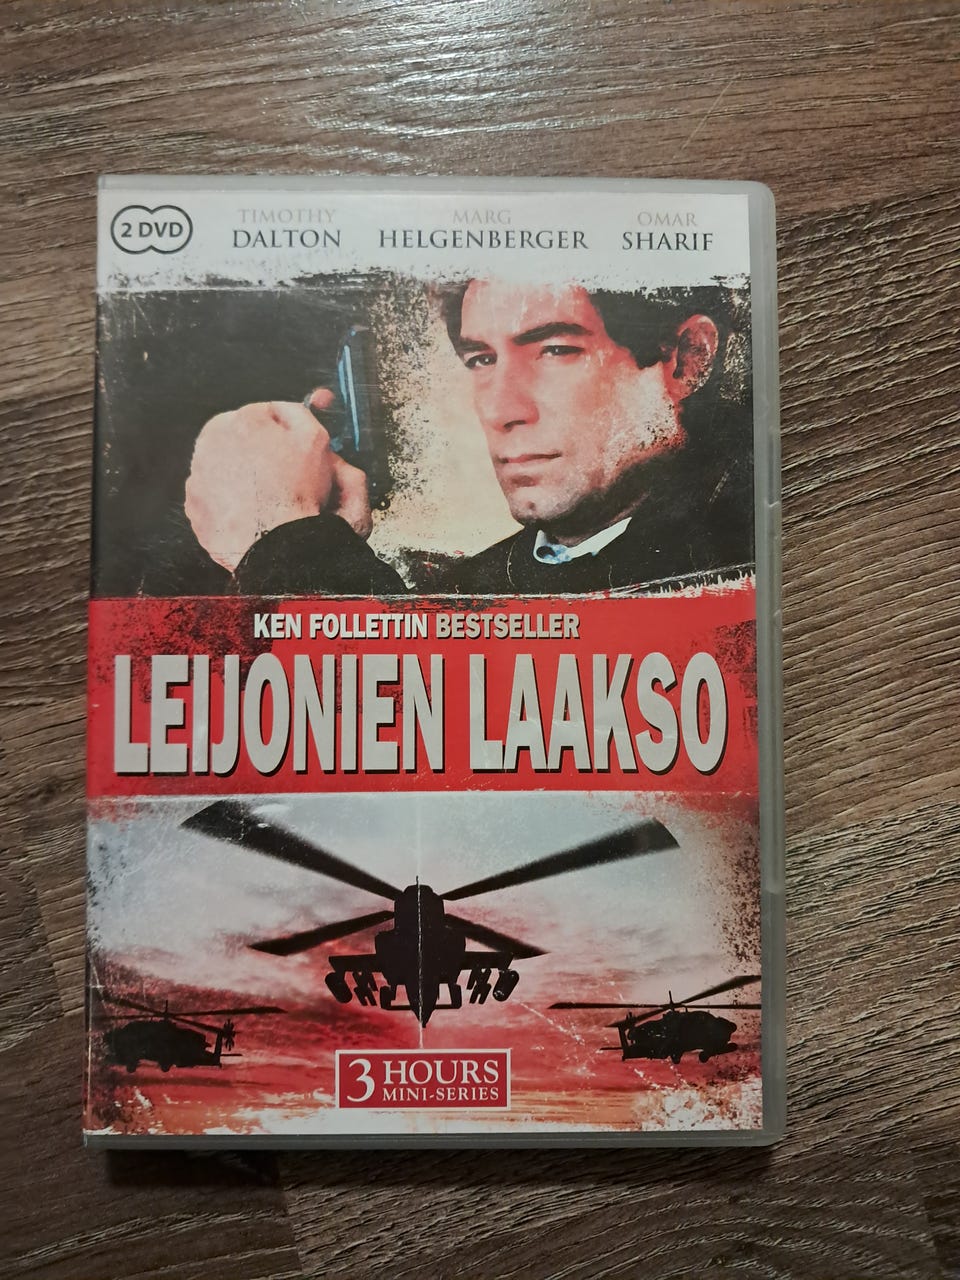 2 DVD
TIMOTHY
DALTON
MARG
HELGENBERGER
OMAR
SHARIF
KEN FOLLETTIN BESTSELLER
LEIJONIEN LAAKSO
3 HOURS
MINI-SERIES